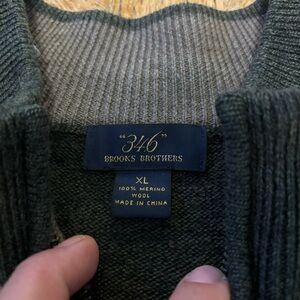 "346"
BROOKS BROTHERS
XL
100% MERINO
WOOL
MADE IN CHINA